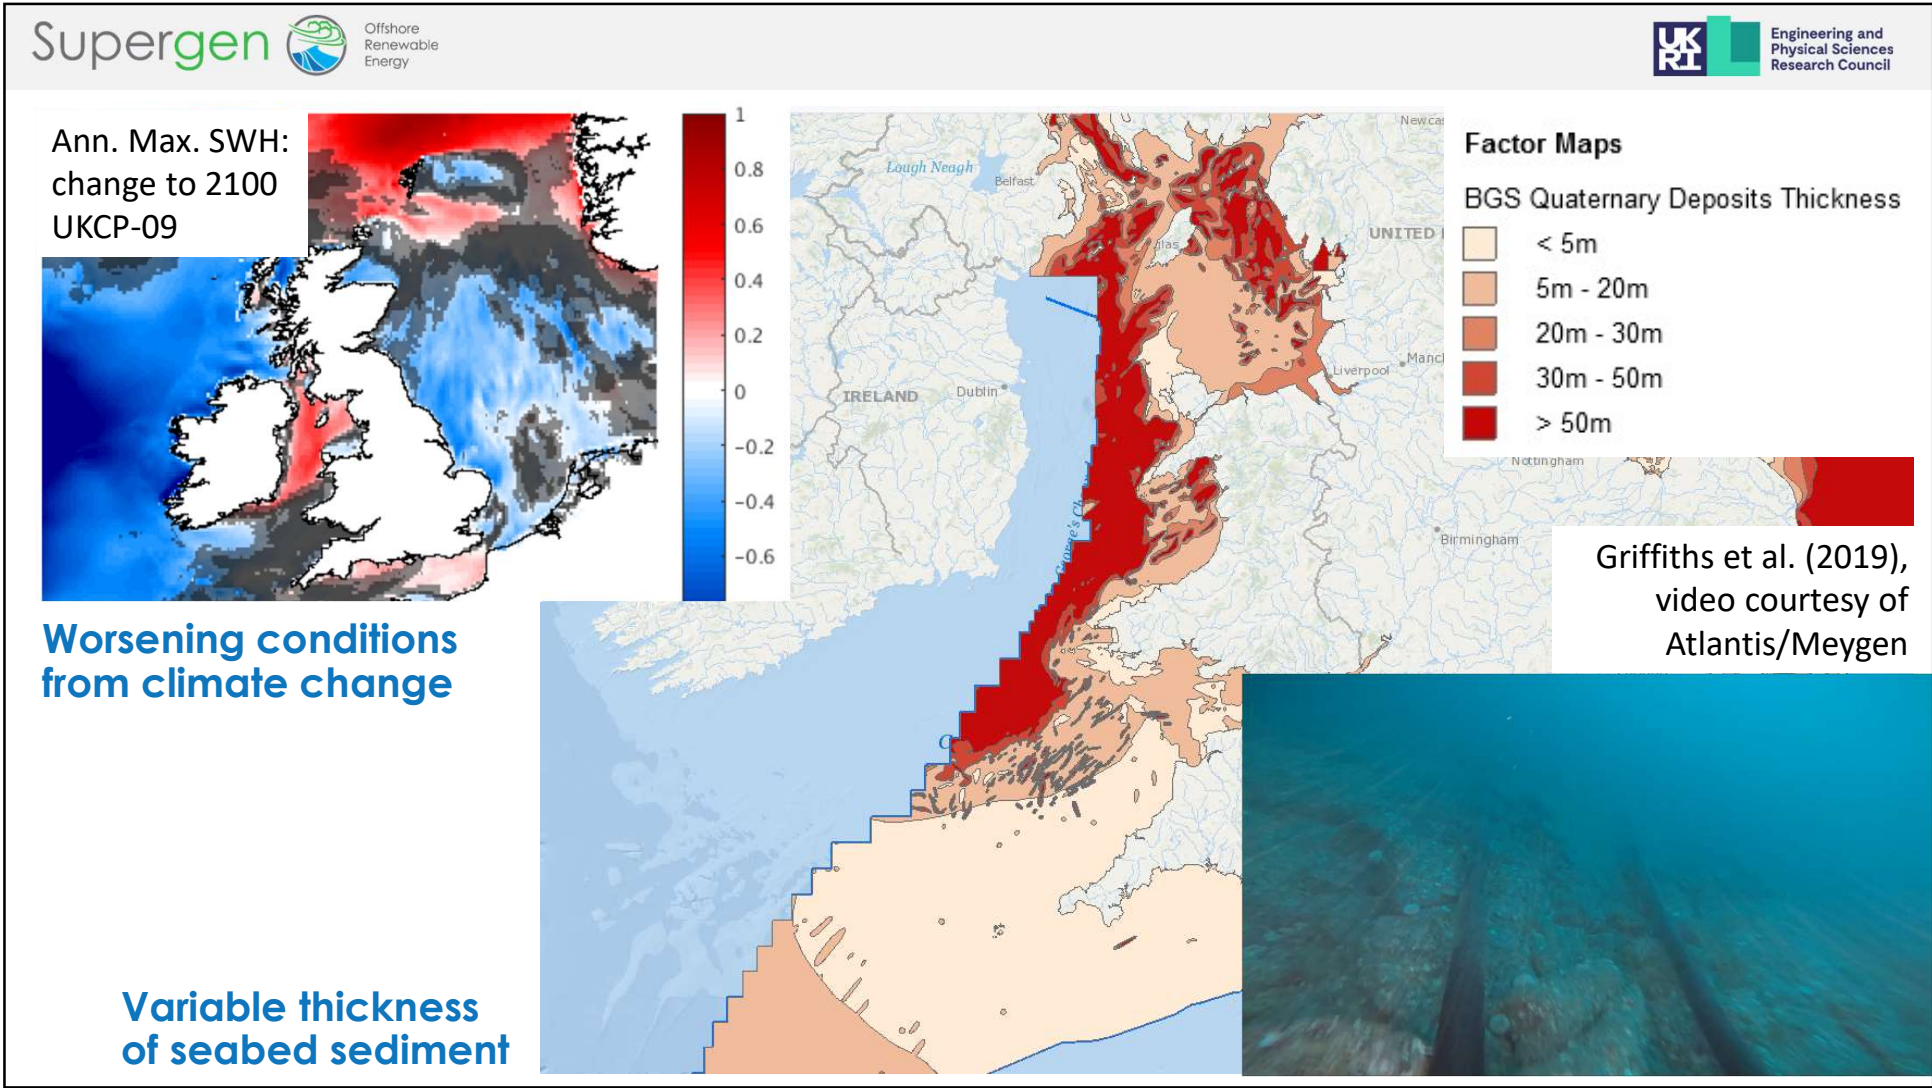 Supergen
Offshore
Renewable
Energy
UK
RI
Engineering and
Physical Sciences
Research Council
Ann. Max. SWH:
change to 2100
UKCP-09
1
0.8
0.6
0.4
0.2
0
−0.2
−0.4
−0.6
Worsening conditions
from climate change
Variable thickness
of seabed sediment
Lough Neagh
Belfast
UNITED
IRELAND
Dublin
Liverpool
Nottingham
Birmingham
George's
Factor Maps
BGS Quaternary Deposits Thickness
< 5m
5m - 20m
20m - 30m
30m - 50m
> 50m
Griffiths et al. (2019),
video courtesy of
Atlantis/Meygen